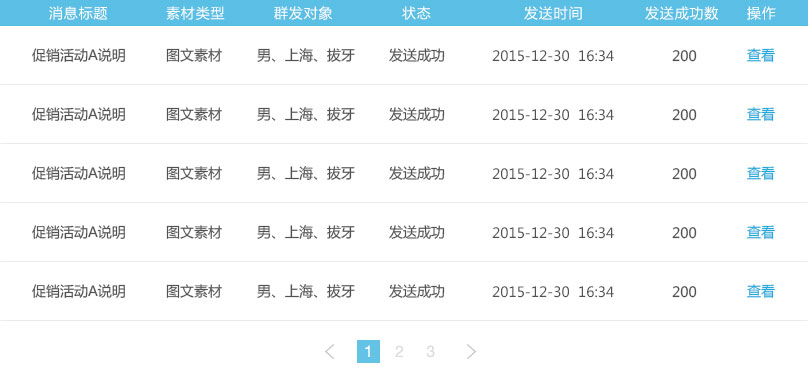 消息标题 素材类型 群发对象 状态 发送时间 发送成功数 操作
促销活动A说明 图文素材 男、上海、拔牙 发送成功 2015-12-30 16:34 200 查看
促销活动A说明 图文素材 男、上海、拔牙 发送成功 2015-12-30 16:34 200 查看
促销活动A说明 图文素材 男、上海、拔牙 发送成功 2015-12-30 16:34 200 查看
促销活动A说明 图文素材 男、上海、拔牙 发送成功 2015-12-30 16:34 200 查看
促销活动A说明 图文素材 男、上海、拔牙 发送成功 2015-12-30 16:34 200 查看
1 2 3